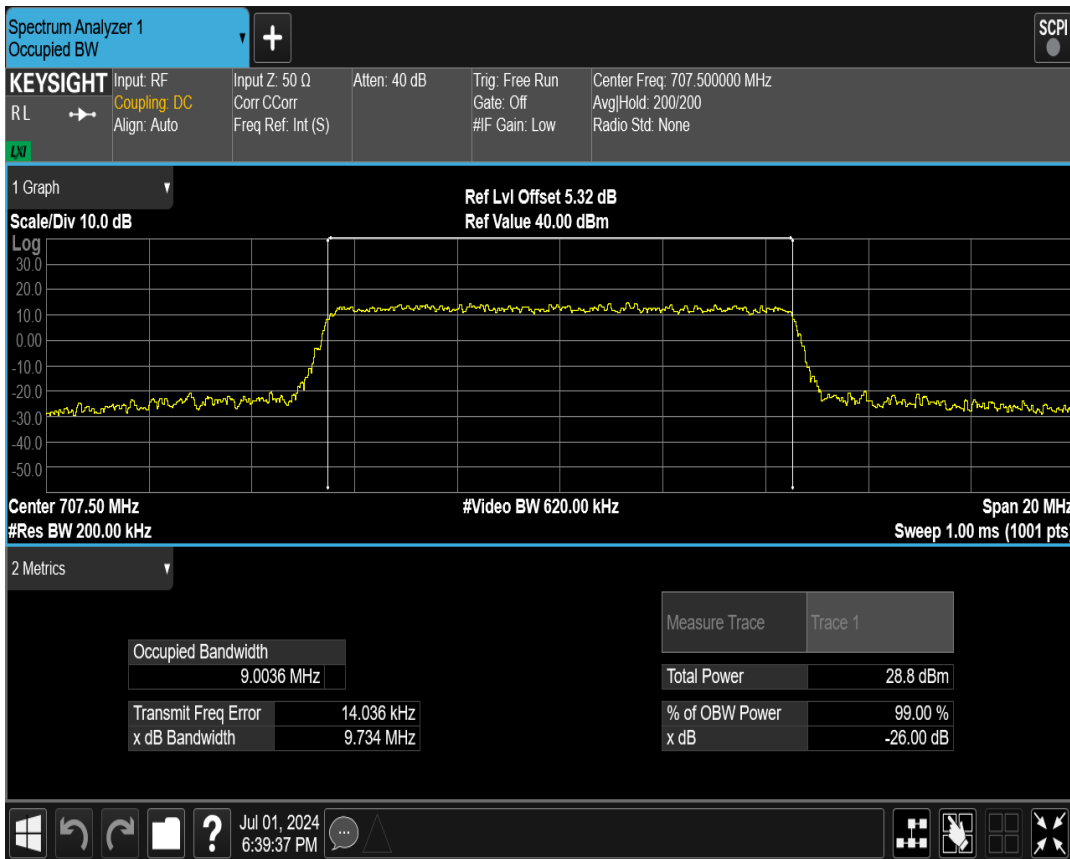 Spectrum Analyzer 1
Occupied BW
+
SCPI
KEYSIGHT
RL
LXI
Input: RF
Coupling: DC
Align: Auto
Input Z: 50 Ω
Corr CCorr
Freq Ref: Int (S)
Atten: 40 dB
Trig: Free Run
Gate: Off
#IF Gain: Low
Center Freq: 707.500000 MHz
Avg|Hold: 200/200
Radio Std: None
1 Graph
Scale/Div 10.0 dB
Ref Lvl Offset 5.32 dB
Ref Value 40.00 dBm
Log
30.0
20.0
10.0
0.00
-10.0
-20.0
-30.0
-40.0
-50.0
Center 707.50 MHz
#Res BW 200.00 kHz
#Video BW 620.00 kHz
Span 20 MHz
Sweep 1.00 ms (1001 pts)
2 Metrics
Occupied Bandwidth
9.0036 MHz
Transmit Freq Error 14.036 kHz
x dB Bandwidth 9.734 MHz
Measure Trace Trace 1
Total Power 28.8 dBm
% of OBW Power 99.00 %
x dB -26.00 dB
?
Jul 01, 2024
6:39:37 PM